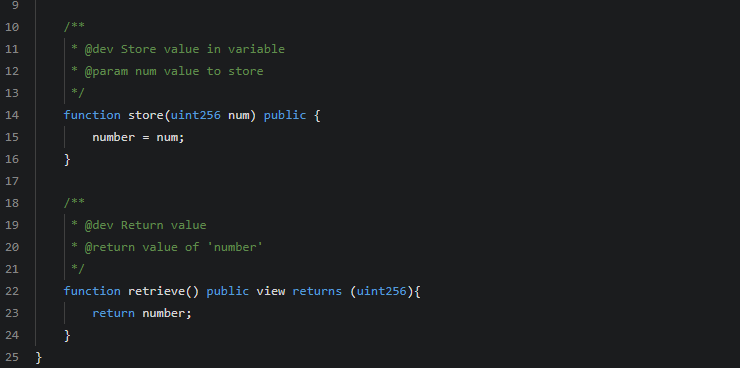 9
10 /**
11 * @dev Store value in variable
12 * @param num value to store
13 */
14 function store(uint256 num) public {
15 number = num;
16 }
17
18 /**
19 * @dev Return value
20 * @return value of 'number'
21 */
22 function retrieve() public view returns (uint256){
23 return number;
24 }
25 }